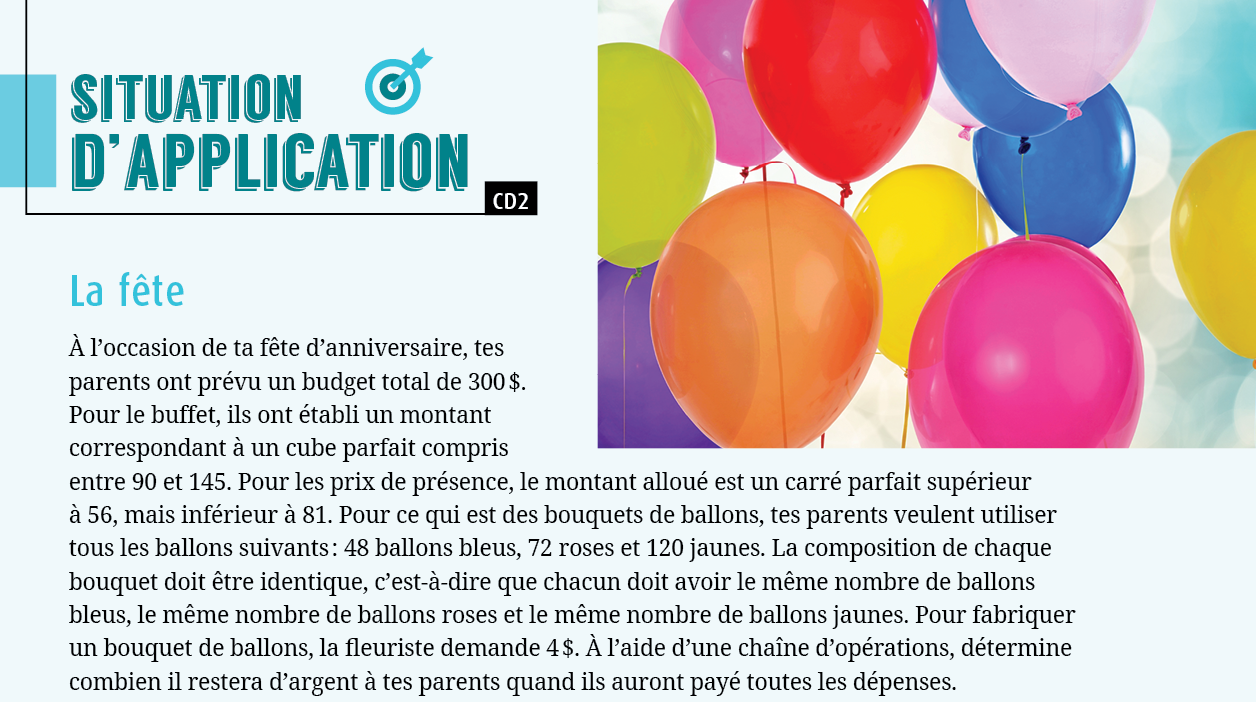 SITUATION
D'APPLICATION
CD2
La fête
À l’occasion de ta fête d’anniversaire, tes
parents ont prévu un budget total de 300 $.
Pour le buffet, ils ont établi un montant
correspondant à un cube parfait compris
entre 90 et 145. Pour les prix de présence, le montant alloué est un carré parfait supérieur
à 56, mais inférieur à 81. Pour ce qui est des bouquets de ballons, tes parents veulent utiliser
tous les ballons suivants : 48 ballons bleus, 72 roses et 120 jaunes. La composition de chaque
bouquet doit être identique, c’est-à-dire que chacun doit avoir le même nombre de ballons
bleus, le même nombre de ballons roses et le même nombre de ballons jaunes. Pour fabriquer
un bouquet de ballons, la fleuriste demande 4 $. À l’aide d’une chaîne d’opérations, détermine
combien il restera d’argent à tes parents quand ils auront payé toutes les dépenses.